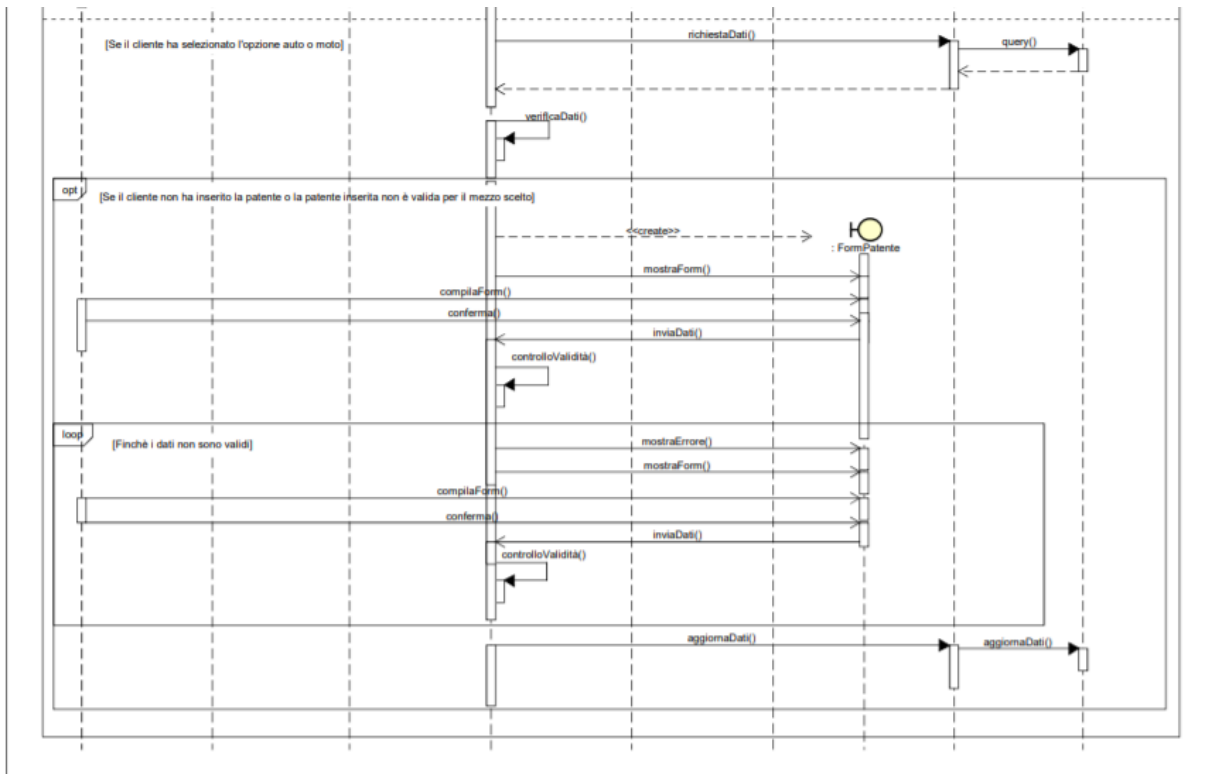 richiestaDati()
[Se il cliente ha selezionato l'opzione auto o moto]
query()
verificaDati()
opt
[Se il cliente non ha inserito la patente o la patente inserita non è valida per il mezzo scelto]
<<create>>
: FormPatente
mostraForm()
compilaForm()
conferma()
inviaDati()
controlloValidità()
loop
[Finchè i dati non sono validi]
mostraErrore()
mostraForm()
compilaForm()
conferma()
inviaDati()
controlloValidità()
aggiornaDati()
aggiornaDati()